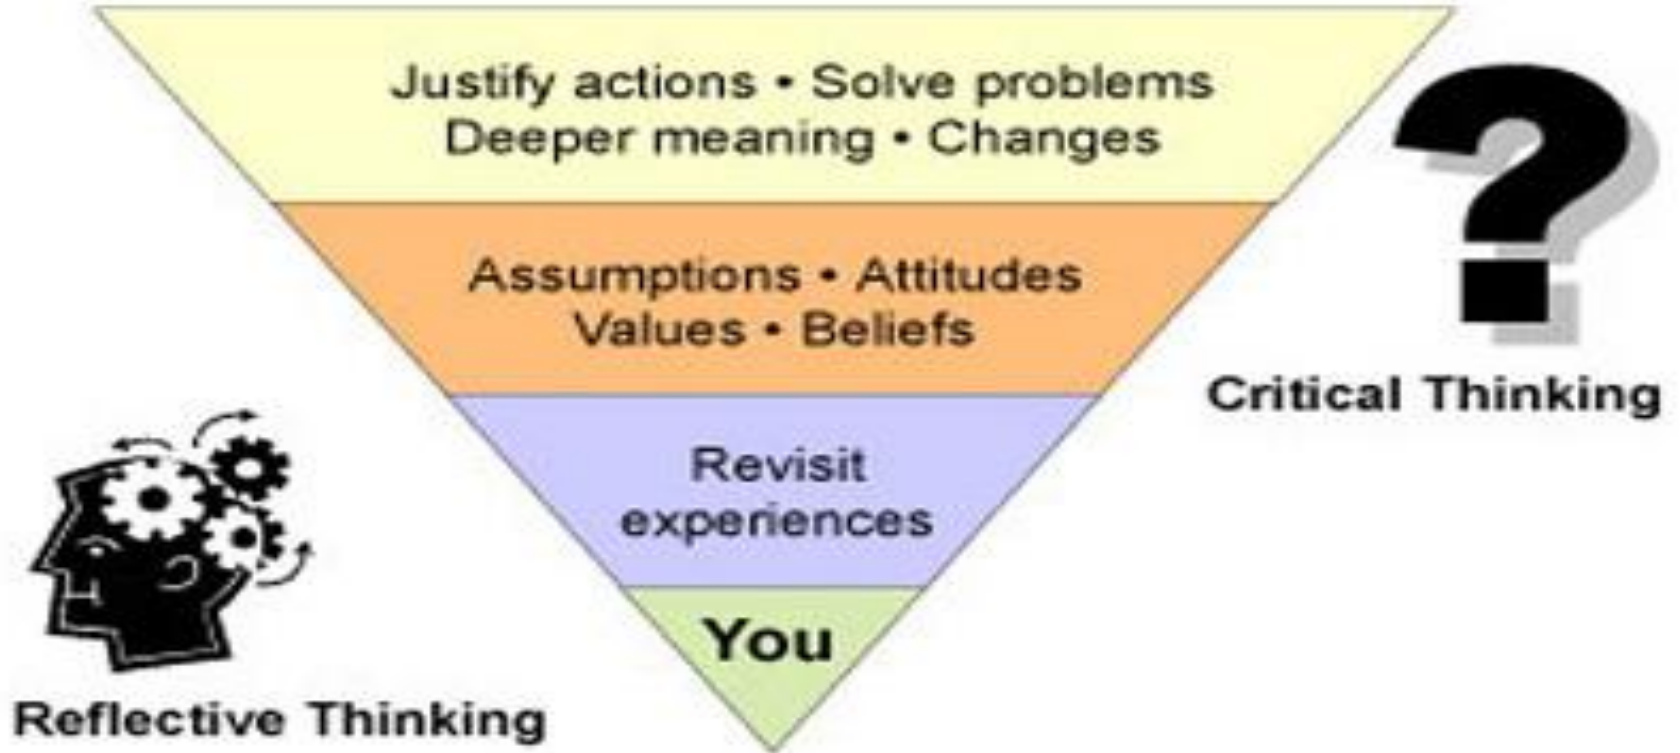 Justify actions • Solve problems
Deeper meaning • Changes
Assumptions • Attitudes
Values • Beliefs
Critical Thinking
Revisit
experiences
You
Reflective Thinking